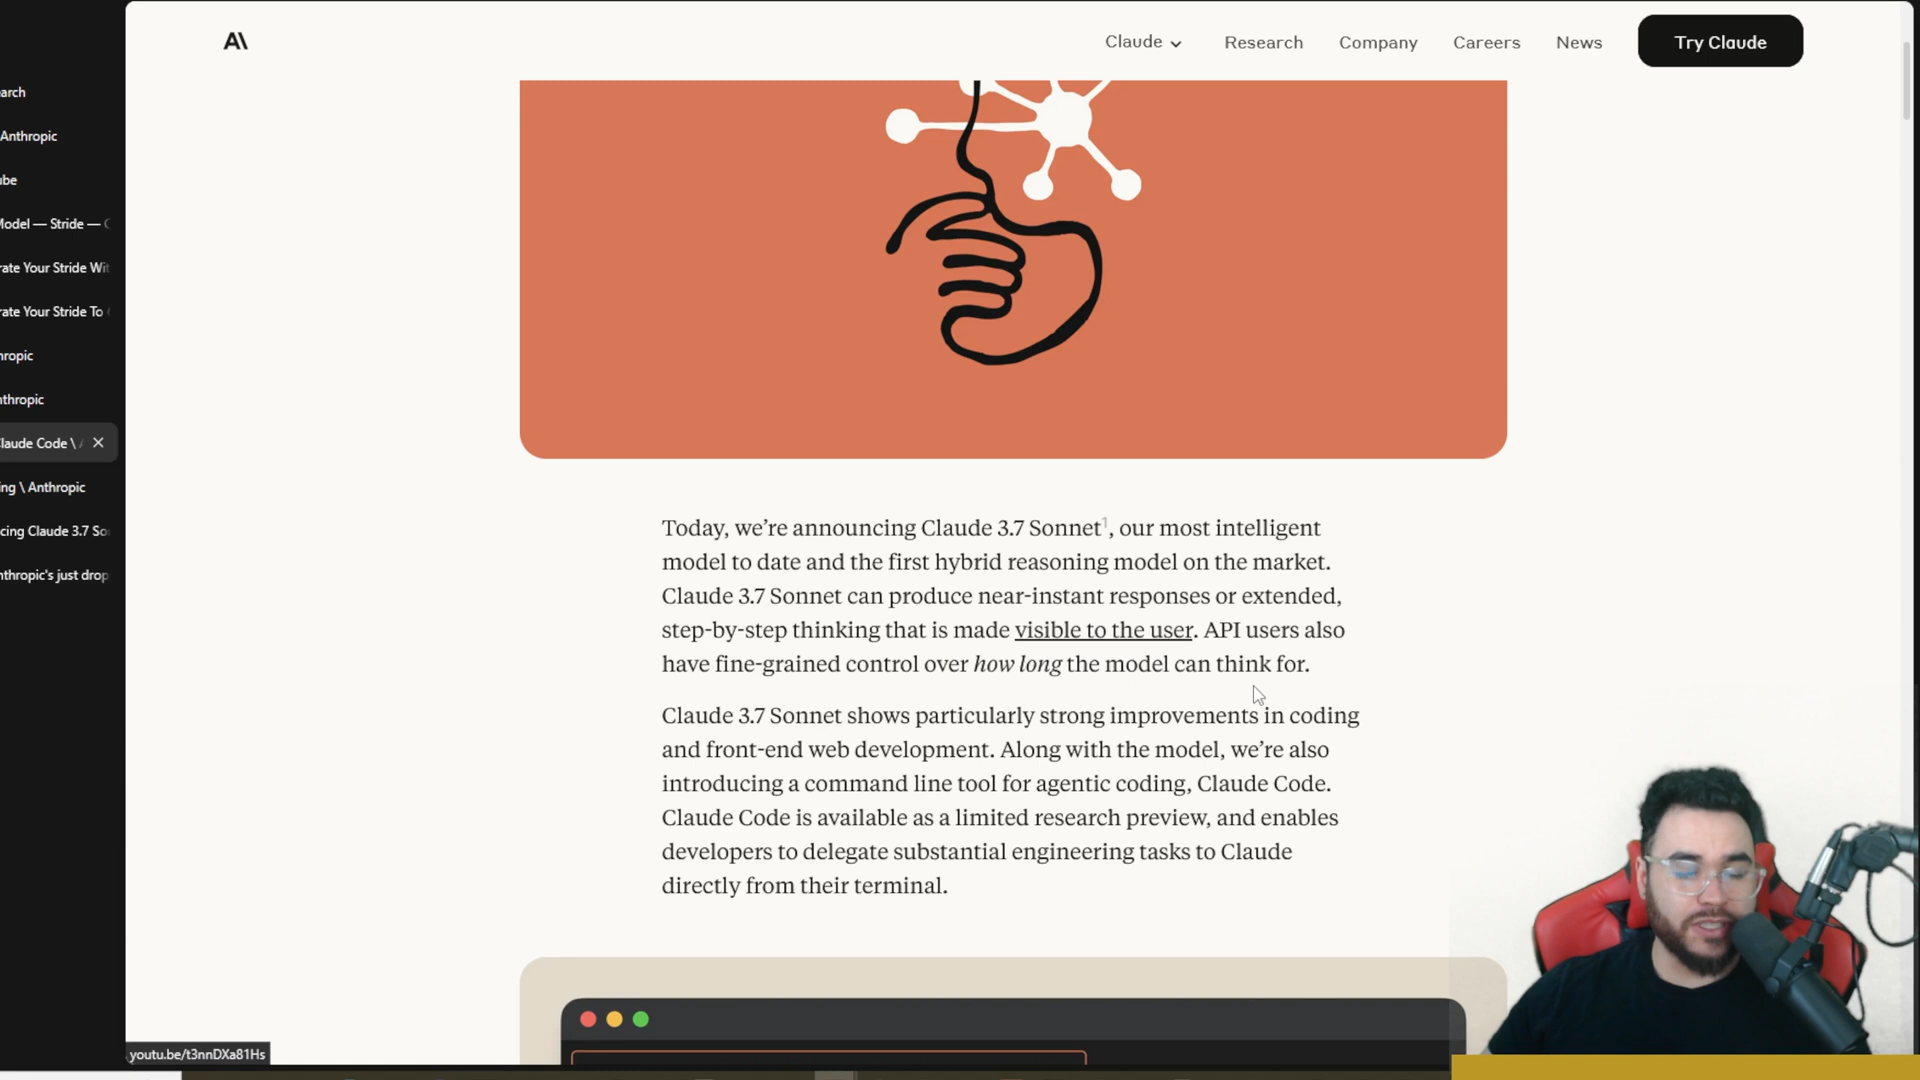 A\
Claude
Research
Company
Careers
News
Try Claude
arch
Anthropic
ube
Model — Stride —
rate Your Stride Wit
rate Your Stride To
hropic
nthropic
laude Code \
ing \ Anthropic
cing Claude 3.7 So
nthropic's just drop
Today, we’re announcing Claude 3.7 Sonnet1, our most intelligent
model to date and the first hybrid reasoning model on the market.
Claude 3.7 Sonnet can produce near-instant responses or extended,
step-by-step thinking that is made visible to the user. API users also
have fine-grained control over how long the model can think for.
Claude 3.7 Sonnet shows particularly strong improvements in coding
and front-end web development. Along with the model, we’re also
introducing a command line tool for agentic coding, Claude Code.
Claude Code is available as a limited research preview, and enables
developers to delegate substantial engineering tasks to Claude
directly from their terminal.
youtu.be/t3nnDXa81Hs